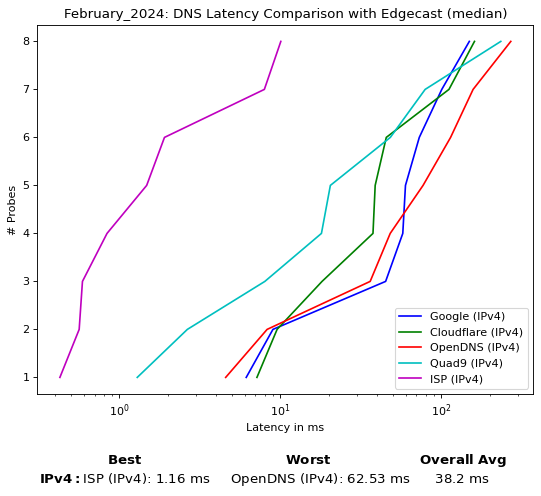 February_2024: DNS Latency Comparison with Edgecast (median)
8
7
6
5
4
3
2
1
# Probes
10⁰ 10¹ 10²
Latency in ms
Google (IPv4)
Cloudflare (IPv4)
OpenDNS (IPv4)
Quad9 (IPv4)
ISP (IPv4)
Best Worst Overall Avg
IPv4: ISP (IPv4): 1.16 ms OpenDNS (IPv4): 62.53 ms 38.2 ms